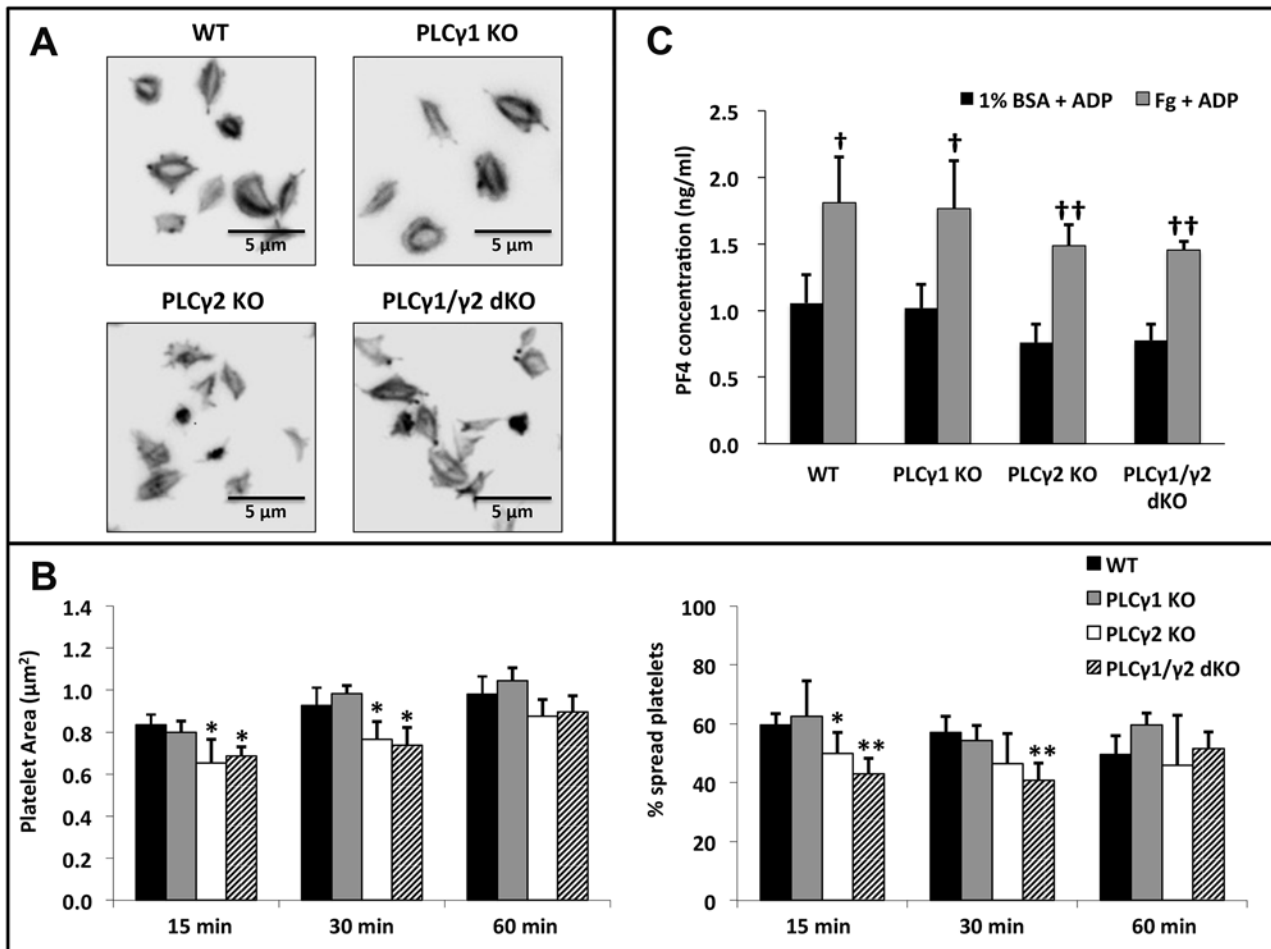 A
WT
PLCγ1 KO
5 µm
5 µm
PLCγ2 KO
PLCγ1/γ2 dKO
5 µm
5 µm
C
1% BSA + ADP
Fg + ADP
PF4 concentration (ng/ml)
2.5
2.0
1.5
1.0
0.5
0.0
†
†
††
††
WT
PLCγ1 KO
PLCγ2 KO
PLCγ1/γ2
dKO
B
Platelet Area (µm²)
1.4
1.2
1.0
0.8
0.6
0.4
0.2
0.0
*
*
*
*
15 min
30 min
60 min
% spread platelets
100
80
60
40
20
0
*
**
**
15 min
30 min
60 min
WT
PLCγ1 KO
PLCγ2 KO
PLCγ1/γ2 dKO